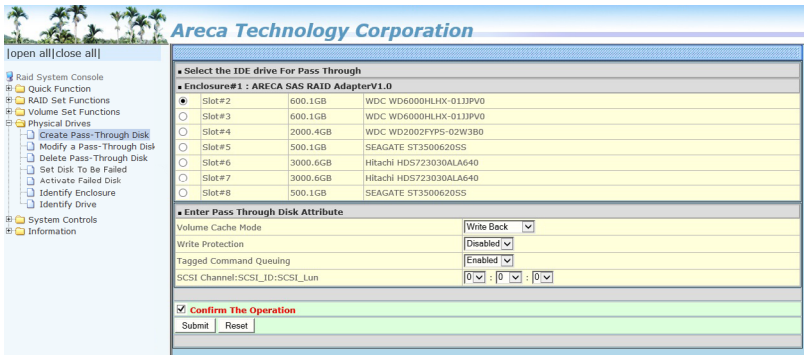 Areca Technology Corporation
|open all|close all|
Raid System Console
Quick Function
RAID Set Functions
Volume Set Functions
Physical Drives
Create Pass-Through Disk
Modify a Pass-Through Disk
Delete Pass-Through Disk
Set Disk To Be Failed
Activate Failed Disk
Identify Enclosure
Identify Drive
System Controls
Information
Select the IDE drive For Pass Through
Enclosure#1 : ARECA SAS RAID AdapterV1.0
Slot#2 600.1GB WDC WD6000HLHX-01JJPV0
Slot#3 600.1GB WDC WD6000HLHX-01JJPV0
Slot#4 2000.4GB WDC WD2002FYPS-02W3B0
Slot#5 500.1GB SEAGATE ST3500620SS
Slot#6 3000.6GB Hitachi HDS723030ALA640
Slot#7 3000.6GB Hitachi HDS723030ALA640
Slot#8 500.1GB SEAGATE ST3500620SS
Enter Pass Through Disk Attribute
Volume Cache Mode Write Back
Write Protection Disabled
Tagged Command Queuing Enabled
SCSI Channel:SCSI_ID:SCSI_Lun 0 : 0 : 0
Confirm The Operation
Submit Reset